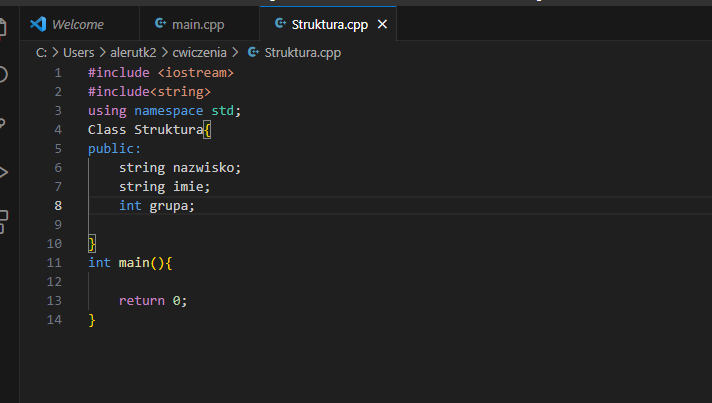 Welcome main.cpp Struktura.cpp
C: > Users > alerutk2 > cwiczenia > Struktura.cpp
1 #include <iostream>
2 #include<string>
3 using namespace std;
4 Class Struktura{
5 public:
6 string nazwisko;
7 string imie;
8 int grupa;
9
10 }
11 int main(){
12
13 return 0;
14 }